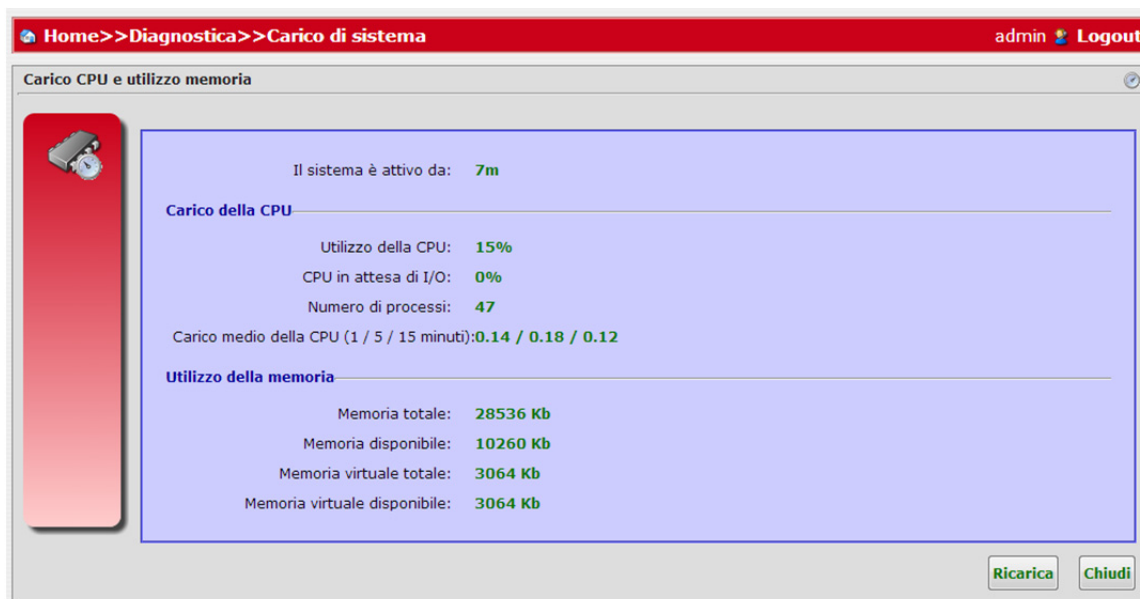 Home>>Diagnostica>>Carico di sistema admin Logout
Carico CPU e utilizzo memoria
Il sistema è attivo da: 7m
Carico della CPU
Utilizzo della CPU: 15%
CPU in attesa di I/O: 0%
Numero di processi: 47
Carico medio della CPU (1 / 5 / 15 minuti):0.14 / 0.18 / 0.12
Utilizzo della memoria
Memoria totale: 28536 Kb
Memoria disponibile: 10260 Kb
Memoria virtuale totale: 3064 Kb
Memoria virtuale disponibile: 3064 Kb
Ricarica Chiudi